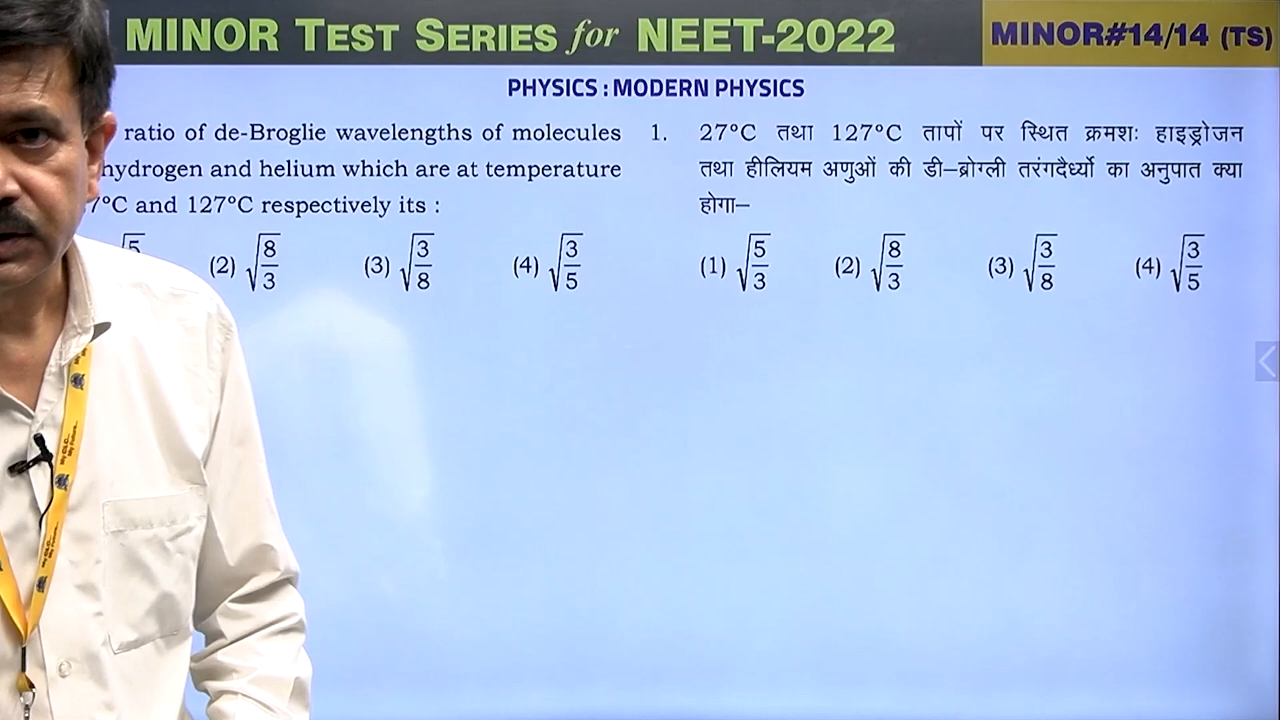 MINOR TEST SERIES for NEET-2022
MINOR#14/14 (TS)
PHYSICS : MODERN PHYSICS
ratio of de-Broglie wavelengths of molecules
hydrogen and helium which are at temperature
7°C and 127°C respectively its :
√5 (2) √8/3 (3) √3/8 (4) √3/5
1. 27°C तथा 127°C तापों पर स्थित क्रमशः हाइड्रोजन
तथा हीलियम अणुओं की डी–ब्रोग्ली तरंगदैर्ध्यो का अनुपात क्या
होगा–
(1) √5/3 (2) √8/3 (3) √3/8 (4) √3/5